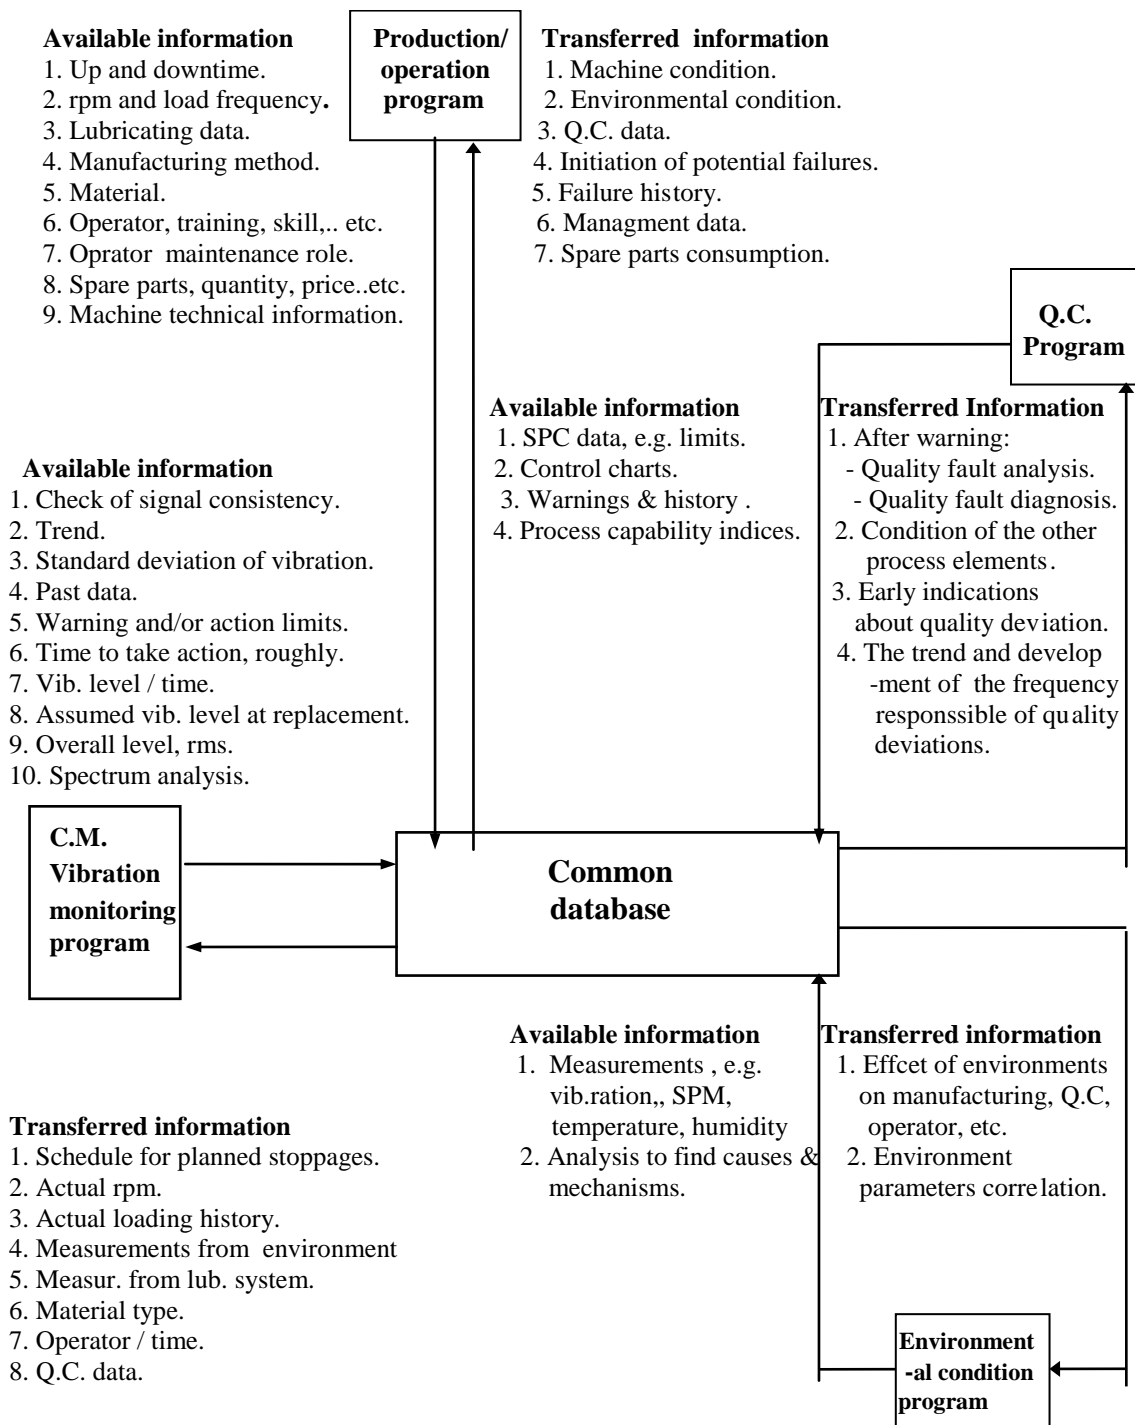 Available information
1. Up and downtime.
2. rpm and load frequency.
3. Lubricating data.
4. Manufacturing method.
5. Material.
6. Operator, training, skill,.. etc.
7. Oprator maintenance role.
8. Spare parts, quantity, price..etc.
9. Machine technical information.
Production/
operation
program
Transferred information
1. Machine condition.
2. Environmental condition.
3. Q.C. data.
4. Initiation of potential failures.
5. Failure history.
6. Managment data.
7. Spare parts consumption.
Q.C.
Program
Available information
1. SPC data, e.g. limits.
2. Control charts.
3. Warnings & history .
4. Process capability indices.
Transferred Information
1. After warning:
- Quality fault analysis.
- Quality fault diagnosis.
2. Condition of the other
process elements.
3. Early indications
about quality deviation.
4. The trend and develop
-ment of the frequency
responssible of quality
deviations.
Available information
1. Check of signal consistency.
2. Trend.
3. Standard deviation of vibration.
4. Past data.
5. Warning and/or action limits.
6. Time to take action, roughly.
7. Vib. level / time.
8. Assumed vib. level at replacement.
9. Overall level, rms.
10. Spectrum analysis.
C.M.
Vibration
monitoring
program
Common
database
Available information
1. Measurements , e.g.
vib.ration,, SPM,
temperature, humidity
2. Analysis to find causes &
mechanisms.
Transferred information
1. Effcet of environments
on manufacturing, Q.C,
operator, etc.
2. Environment
parameters correlation.
Transferred information
1. Schedule for planned stoppages.
2. Actual rpm.
3. Actual loading history.
4. Measurements from environment
5. Measur. from lub. system.
6. Material type.
7. Operator / time.
8. Q.C. data.
Environment
-al condition
program